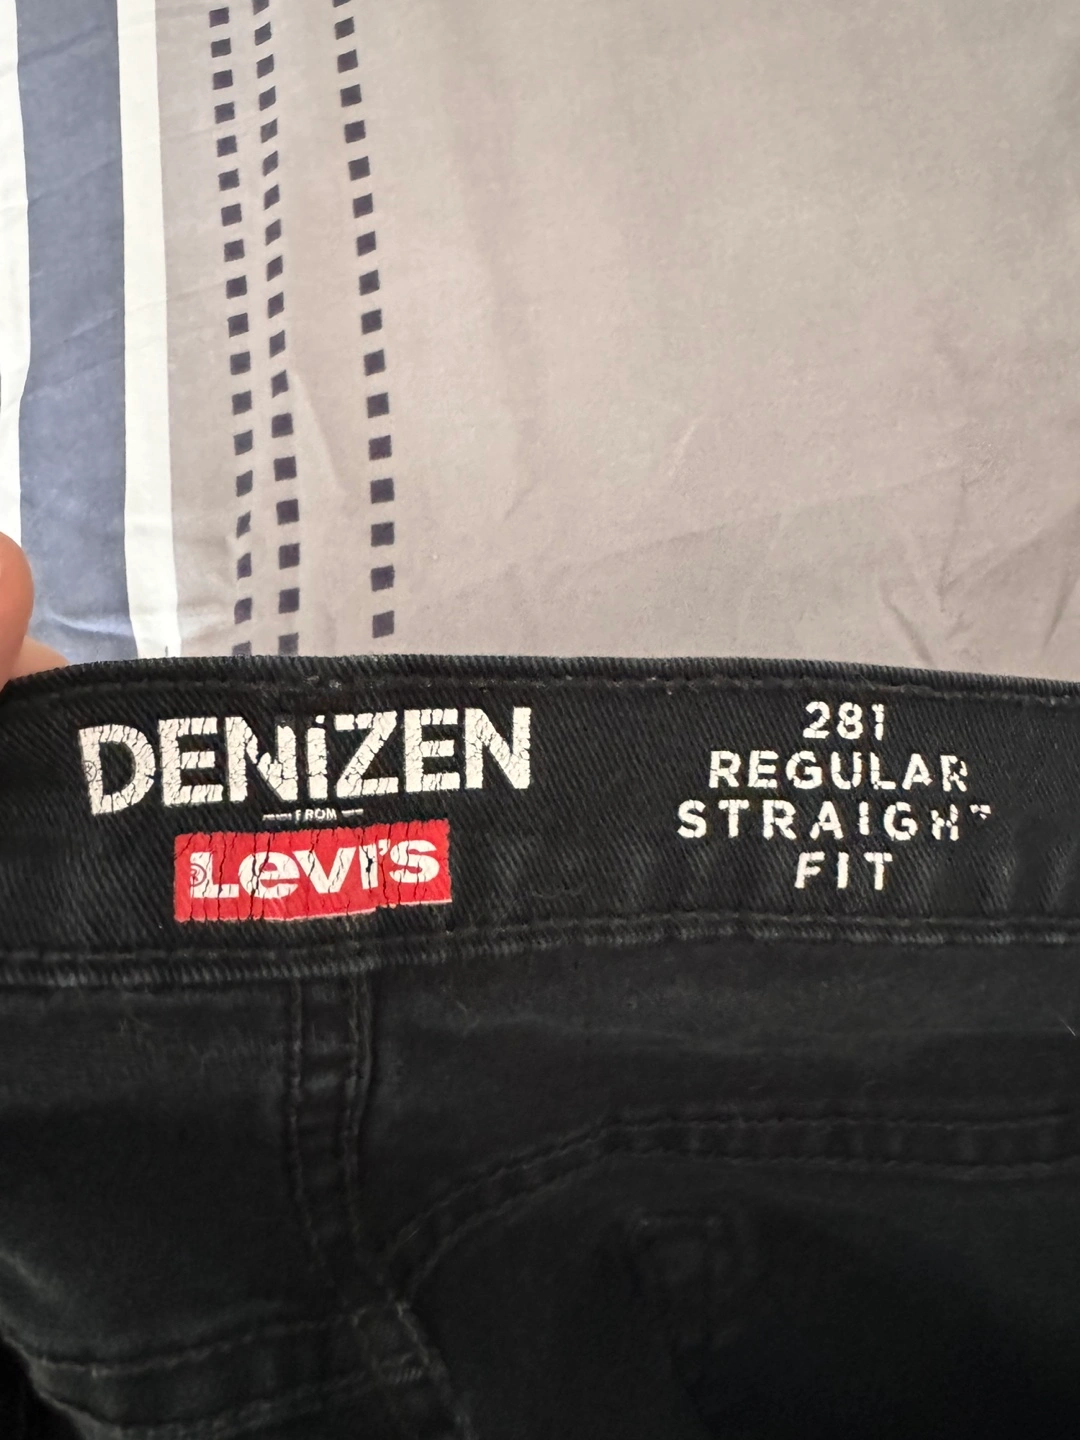 DENiZEN
®
FROM
Levi's
®
281
REGULAR
STRAIGHT
FIT